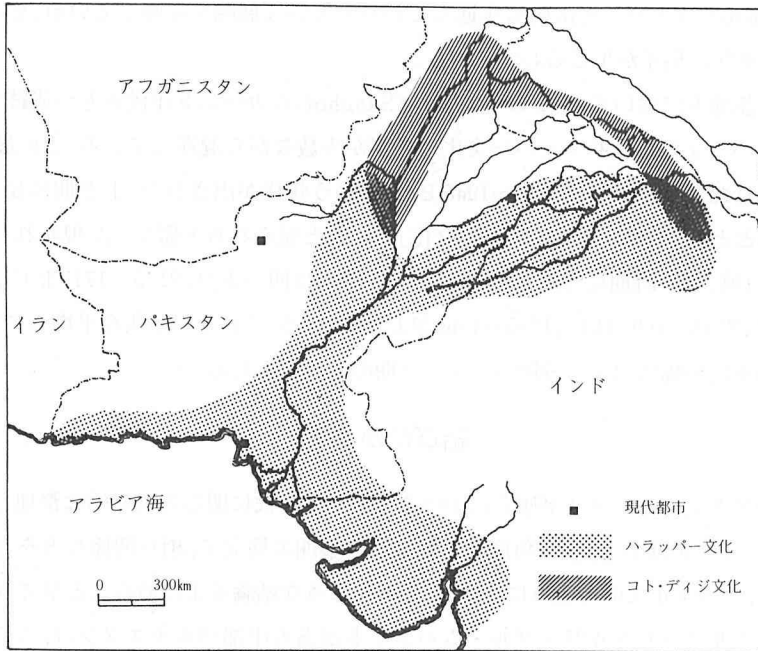 アフガニスタン
イラン
パキスタン
インド
アラビア海
0 300km
現代都市
ハラッパー文化
コト・ディジ文化